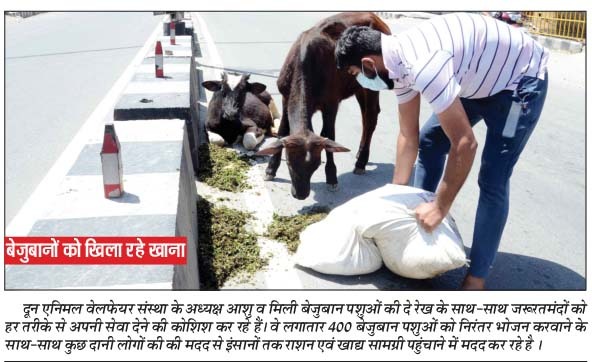 बेजुबानों को खिला रहे खाना
दून एनिमल वेलफेयर संस्था के अध्यक्ष आशु व मिली बेजुबान पशुओं की दे रेख के साथ-साथ जरूरतमंदों को
हर तरीके से अपनी सेवा देने की कोशिश कर रहे हैं। वे लगातार 400 बेजुबान पशुओं को निरंतर भोजन करवाने के
साथ-साथ कुछ दानी लोगों की की मदद से इंसानों तक राशन एवं खाद्य सामग्री पहुंचाने में मदद कर रहे है ।